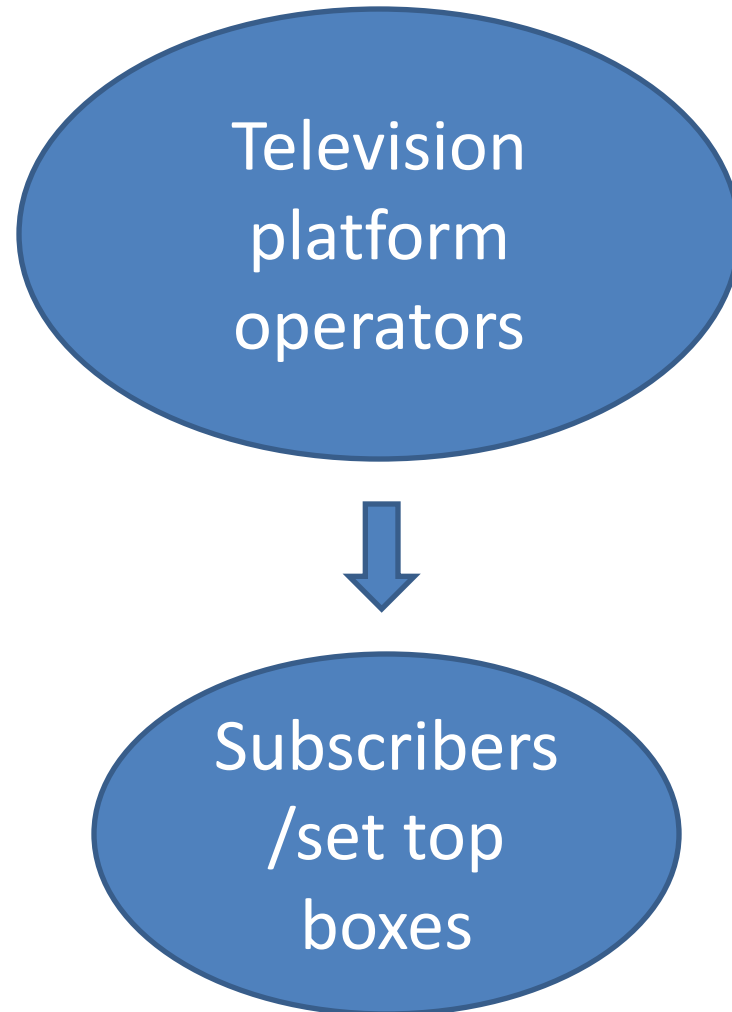 Television
platform
operators
Subscribers
/set top
boxes